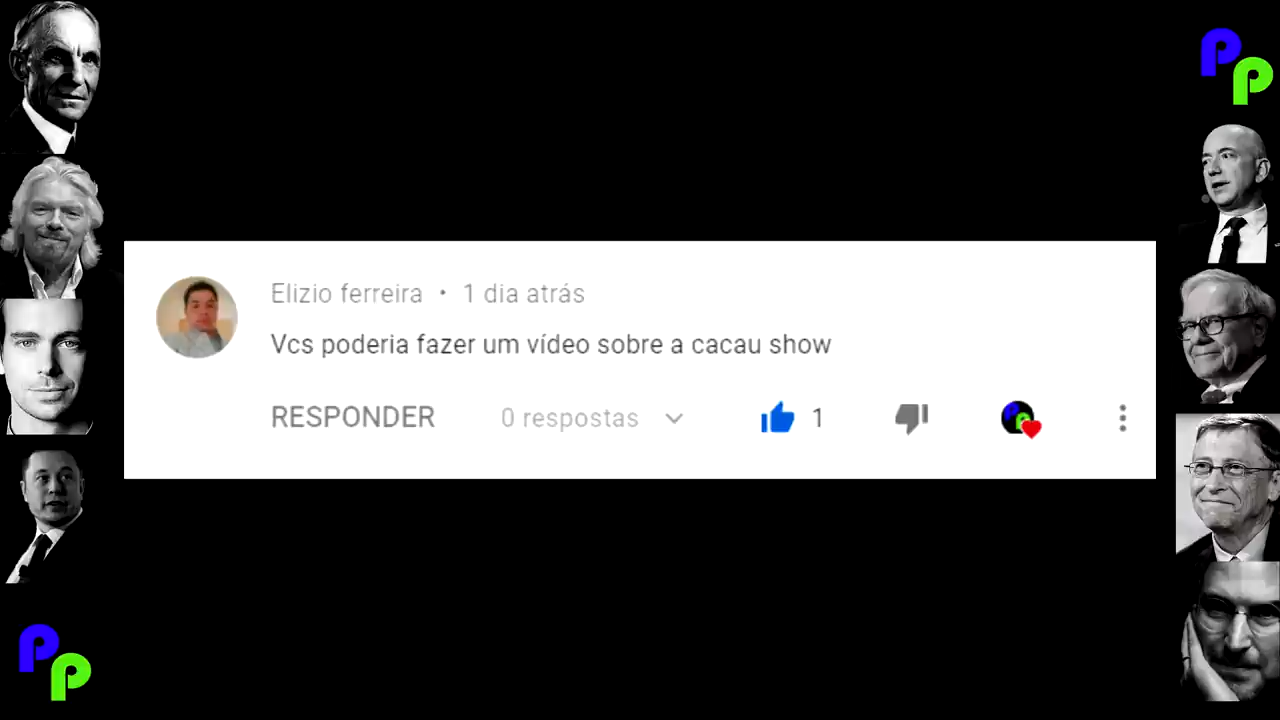 PP
Elizio ferreira • 1 dia atrás
Vcs poderia fazer um vídeo sobre a cacau show
RESPONDER 0 respostas 1 PP
PP